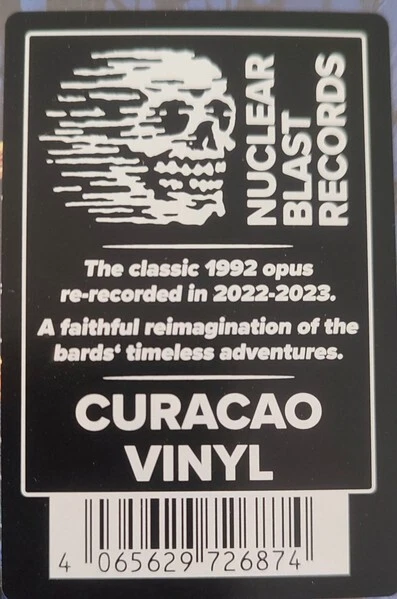 NUCLEAR
BLAST
RECORDS
The classic 1992 opus
re-recorded in 2022-2023.
A faithful reimagination of the
bards‘ timeless adventures.
CURACAO
VINYL
4 065629 726874